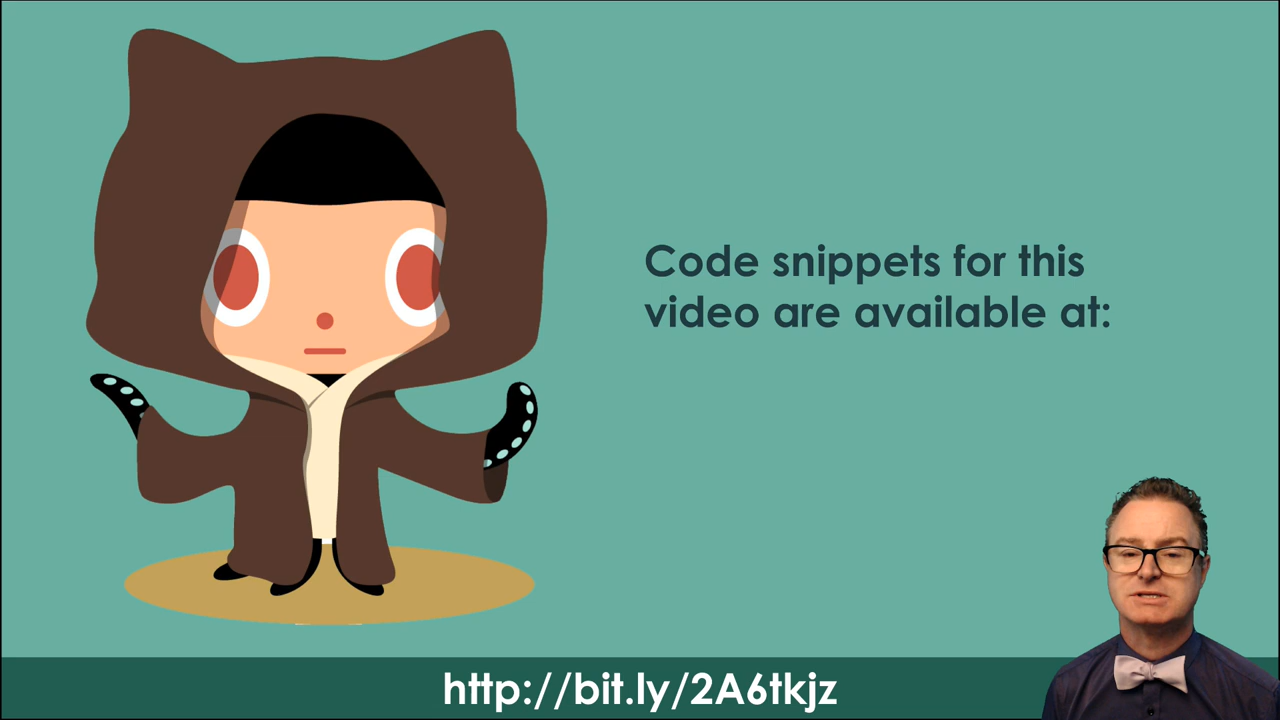 Code snippets for this
video are available at:
http://bit.ly/2A6tkjz